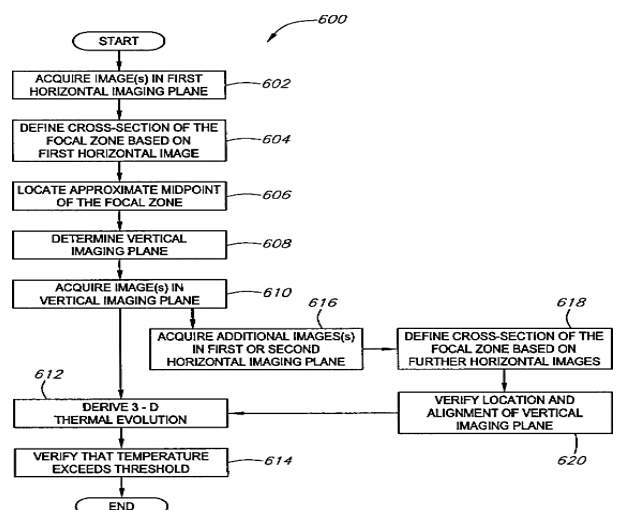 600
START
ACQUIRE IMAGE(s) IN FIRST
HORIZONTAL IMAGING PLANE
602
DEFINE CROSS-SECTION OF THE
FOCAL ZONE BASED ON
FIRST HORIZONTAL IMAGE
604
LOCATE APPROXIMATE MIDPOINT
OF THE FOCAL ZONE
606
DETERMINE VERTICAL
IMAGING PLANE
608
ACQUIRE IMAGE(s) IN
VERTICAL IMAGING PLANE
610
616
ACQUIRE ADDITIONAL IMAGES(s)
IN FIRST OR SECOND
HORIZONTAL IMAGING PLANE
618
DEFINE CROSS-SECTION OF THE
FOCAL ZONE BASED ON
FURTHER HORIZONTAL IMAGES
612
DERIVE 3 - D
THERMAL EVOLUTION
VERIFY LOCATION AND
ALIGNMENT OF VERTICAL
IMAGING PLANE
620
VERIFY THAT TEMPERATURE
EXCEEDS THRESHOLD
614
END